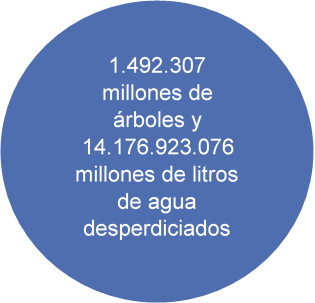 1.492.307
millones de
árboles y
14.176.923.076
millones de litros
de agua
desperdiciados